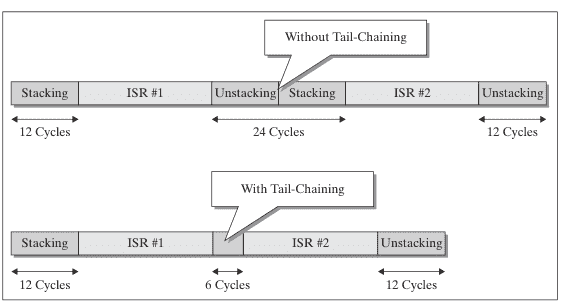 Without Tail-Chaining
Stacking ISR #1 Unstacking Stacking ISR #2 Unstacking
12 Cycles 24 Cycles 12 Cycles
With Tail-Chaining
Stacking ISR #1 ISR #2 Unstacking
12 Cycles 6 Cycles 12 Cycles